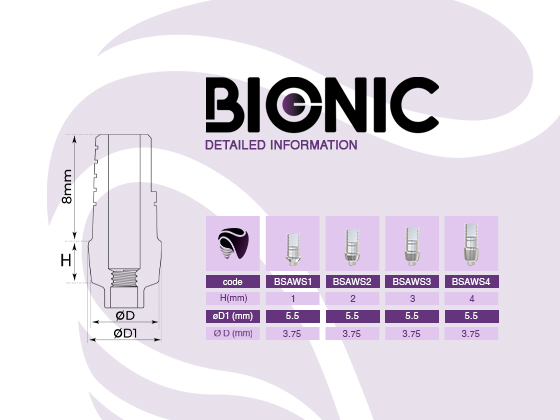 BIONIC
DETAILED INFORMATION
8mm
H
øD
øD1
code BSAWS1 BSAWS2 BSAWS3 BSAWS4
H(mm) 1 2 3 4
øD1 (mm) 5.5 5.5 5.5 5.5
Ø D (mm) 3.75 3.75 3.75 3.75